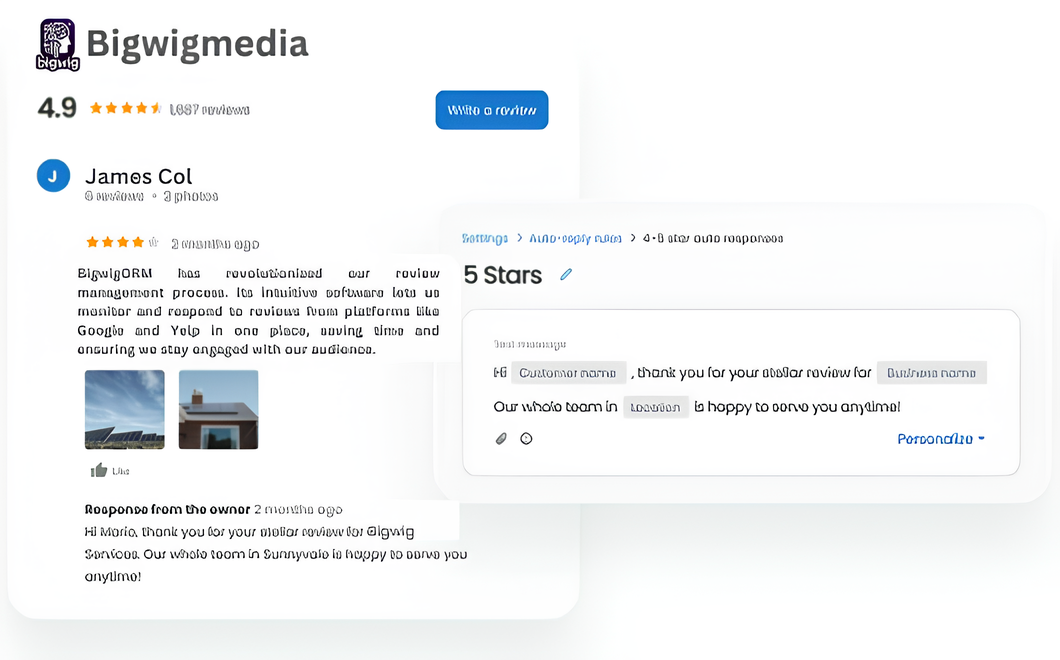 bigwig
Bigwigmedia
4.9 reviews
Write a review
J
James Col
reviews • photos
2 months ago
BigwigORM has revolutionized our review
management process. Its intuitive software lets us
monitor and respond to reviews from platforms like
Google and Yelp in one place, saving time and
ensuring we stay engaged with our audience.
Like
Response from the owner 2 months ago
Hi Maria, thank you for your stellar review for Bigwig
Services. Our whole team in Sunnyvale is happy to serve you
anytime!
Settings > Auto-reply rules > 4-5 star auto responses
5 Stars
Text message
Hi Customer name , thank you for your stellar review for Business name
Our whole team in Location is happy to serve you anytime!
Personalize